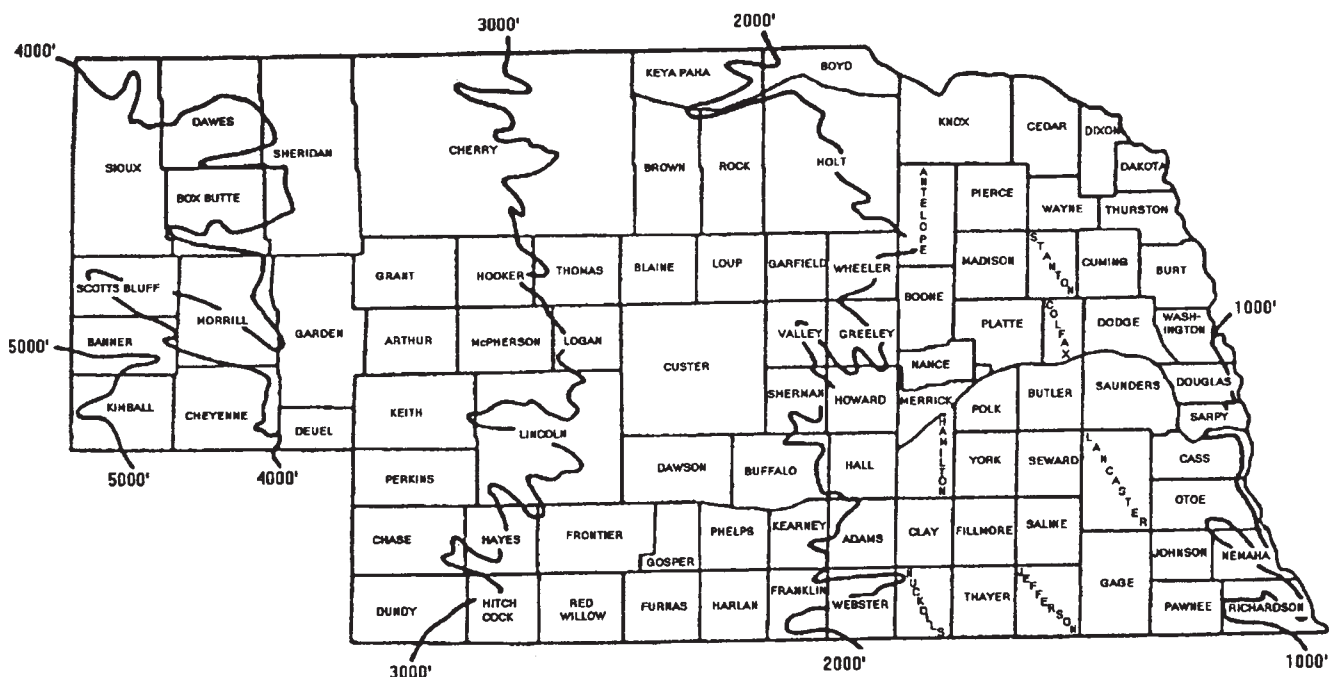 3000'
2000'
4000'
KEYA PAHA
BOYD
DAWES
KNOX
CEDAR
DIXON
SIOUX
SHERIDAN
CHERRY
BROWN
ROCK
HOLT
DAKOTA
BOX BUTTE
ANTELOPE
PIERCE
WAYNE
THURSTON
GRANT
HOOKER
THOMAS
BLAINE
LOUP
GARFIELD
WHEELER
MADISON
STANTON
CUMING
BURT
SCOTTS BLUFF
MORRILL
GARDEN
BOONE
1000'
5000'
BANNER
ARTHUR
McPHERSON
LOGAN
CUSTER
VALLEY
GREELEY
PLATTE
COLFAX
DODGE
WASH-
INGTON
NANCE
KIMBALL
CHEYENNE
DEUEL
KEITH
LINCOLN
SHERMAN
HOWARD
MERRICK
POLK
BUTLER
SAUNDERS
DOUGLAS
SARPY
5000'
4000'
PERKINS
DAWSON
BUFFALO
HALL
HAMILTON
YORK
SEWARD
LANCASTER
CASS
OTOE
CHASE
HAYES
FRONTIER
GOSPER
PHELPS
KEARNEY
ADAMS
CLAY
FILLMORE
SALINE
JOHNSON
NEMAHA
DUNDY
HITCH
COCK
RED
WILLOW
FURNAS
HARLAN
FRANKLIN
WEBSTER
NUCKOLLS
THAYER
JEFFERSON
GAGE
PAWNEE
RICHARDSON
3000'
2000'
1000'